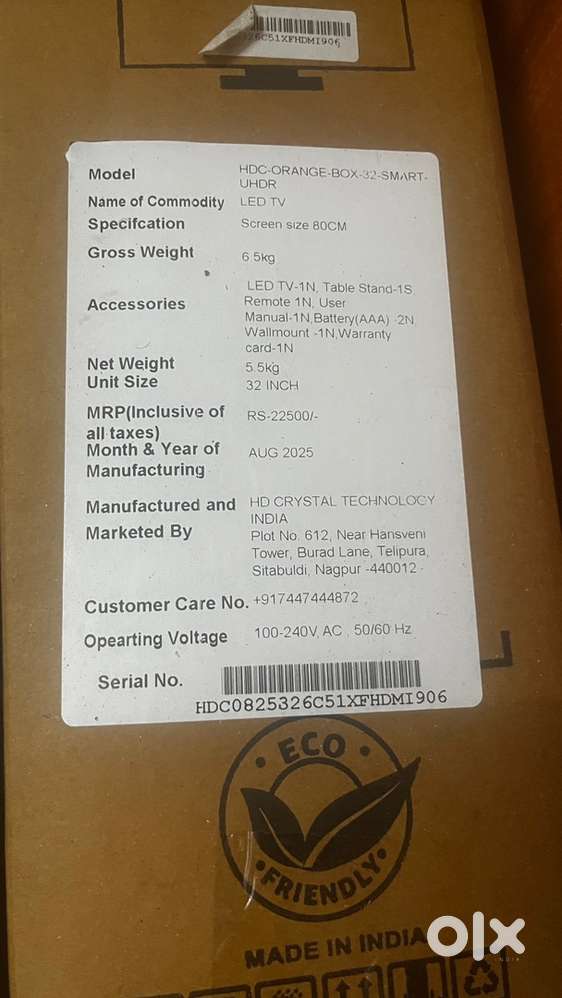 26C51XFHDMI906
Model HDC-ORANGE-BOX-32-SMART-
UHDR
Name of Commodity LED TV
Specifcation Screen size 80CM
Gross Weight 6.5kg
Accessories LED TV-1N, Table Stand-1S,
Remote 1N, User
Manual-1N,Battery(AAA) -2N,
Wallmount -1N,Warranty
card-1N
Net Weight 5.5kg
Unit Size 32 INCH
MRP(Inclusive of
all taxes) RS-22500/-
Month & Year of
Manufacturing AUG 2025
Manufactured and
Marketed By HD CRYSTAL TECHNOLOGY
INDIA
Plot No. 612, Near Hansveni
Tower, Burad Lane, Telipura,
Sitabuldi, Nagpur -440012 -
Customer Care No. +917447444872
Opearting Voltage 100-240V, AC , 50/60 Hz
Serial No.
HDC0825326C51XFHDMI906
ECO
FRIENDLY
MADE IN INDIA
olx